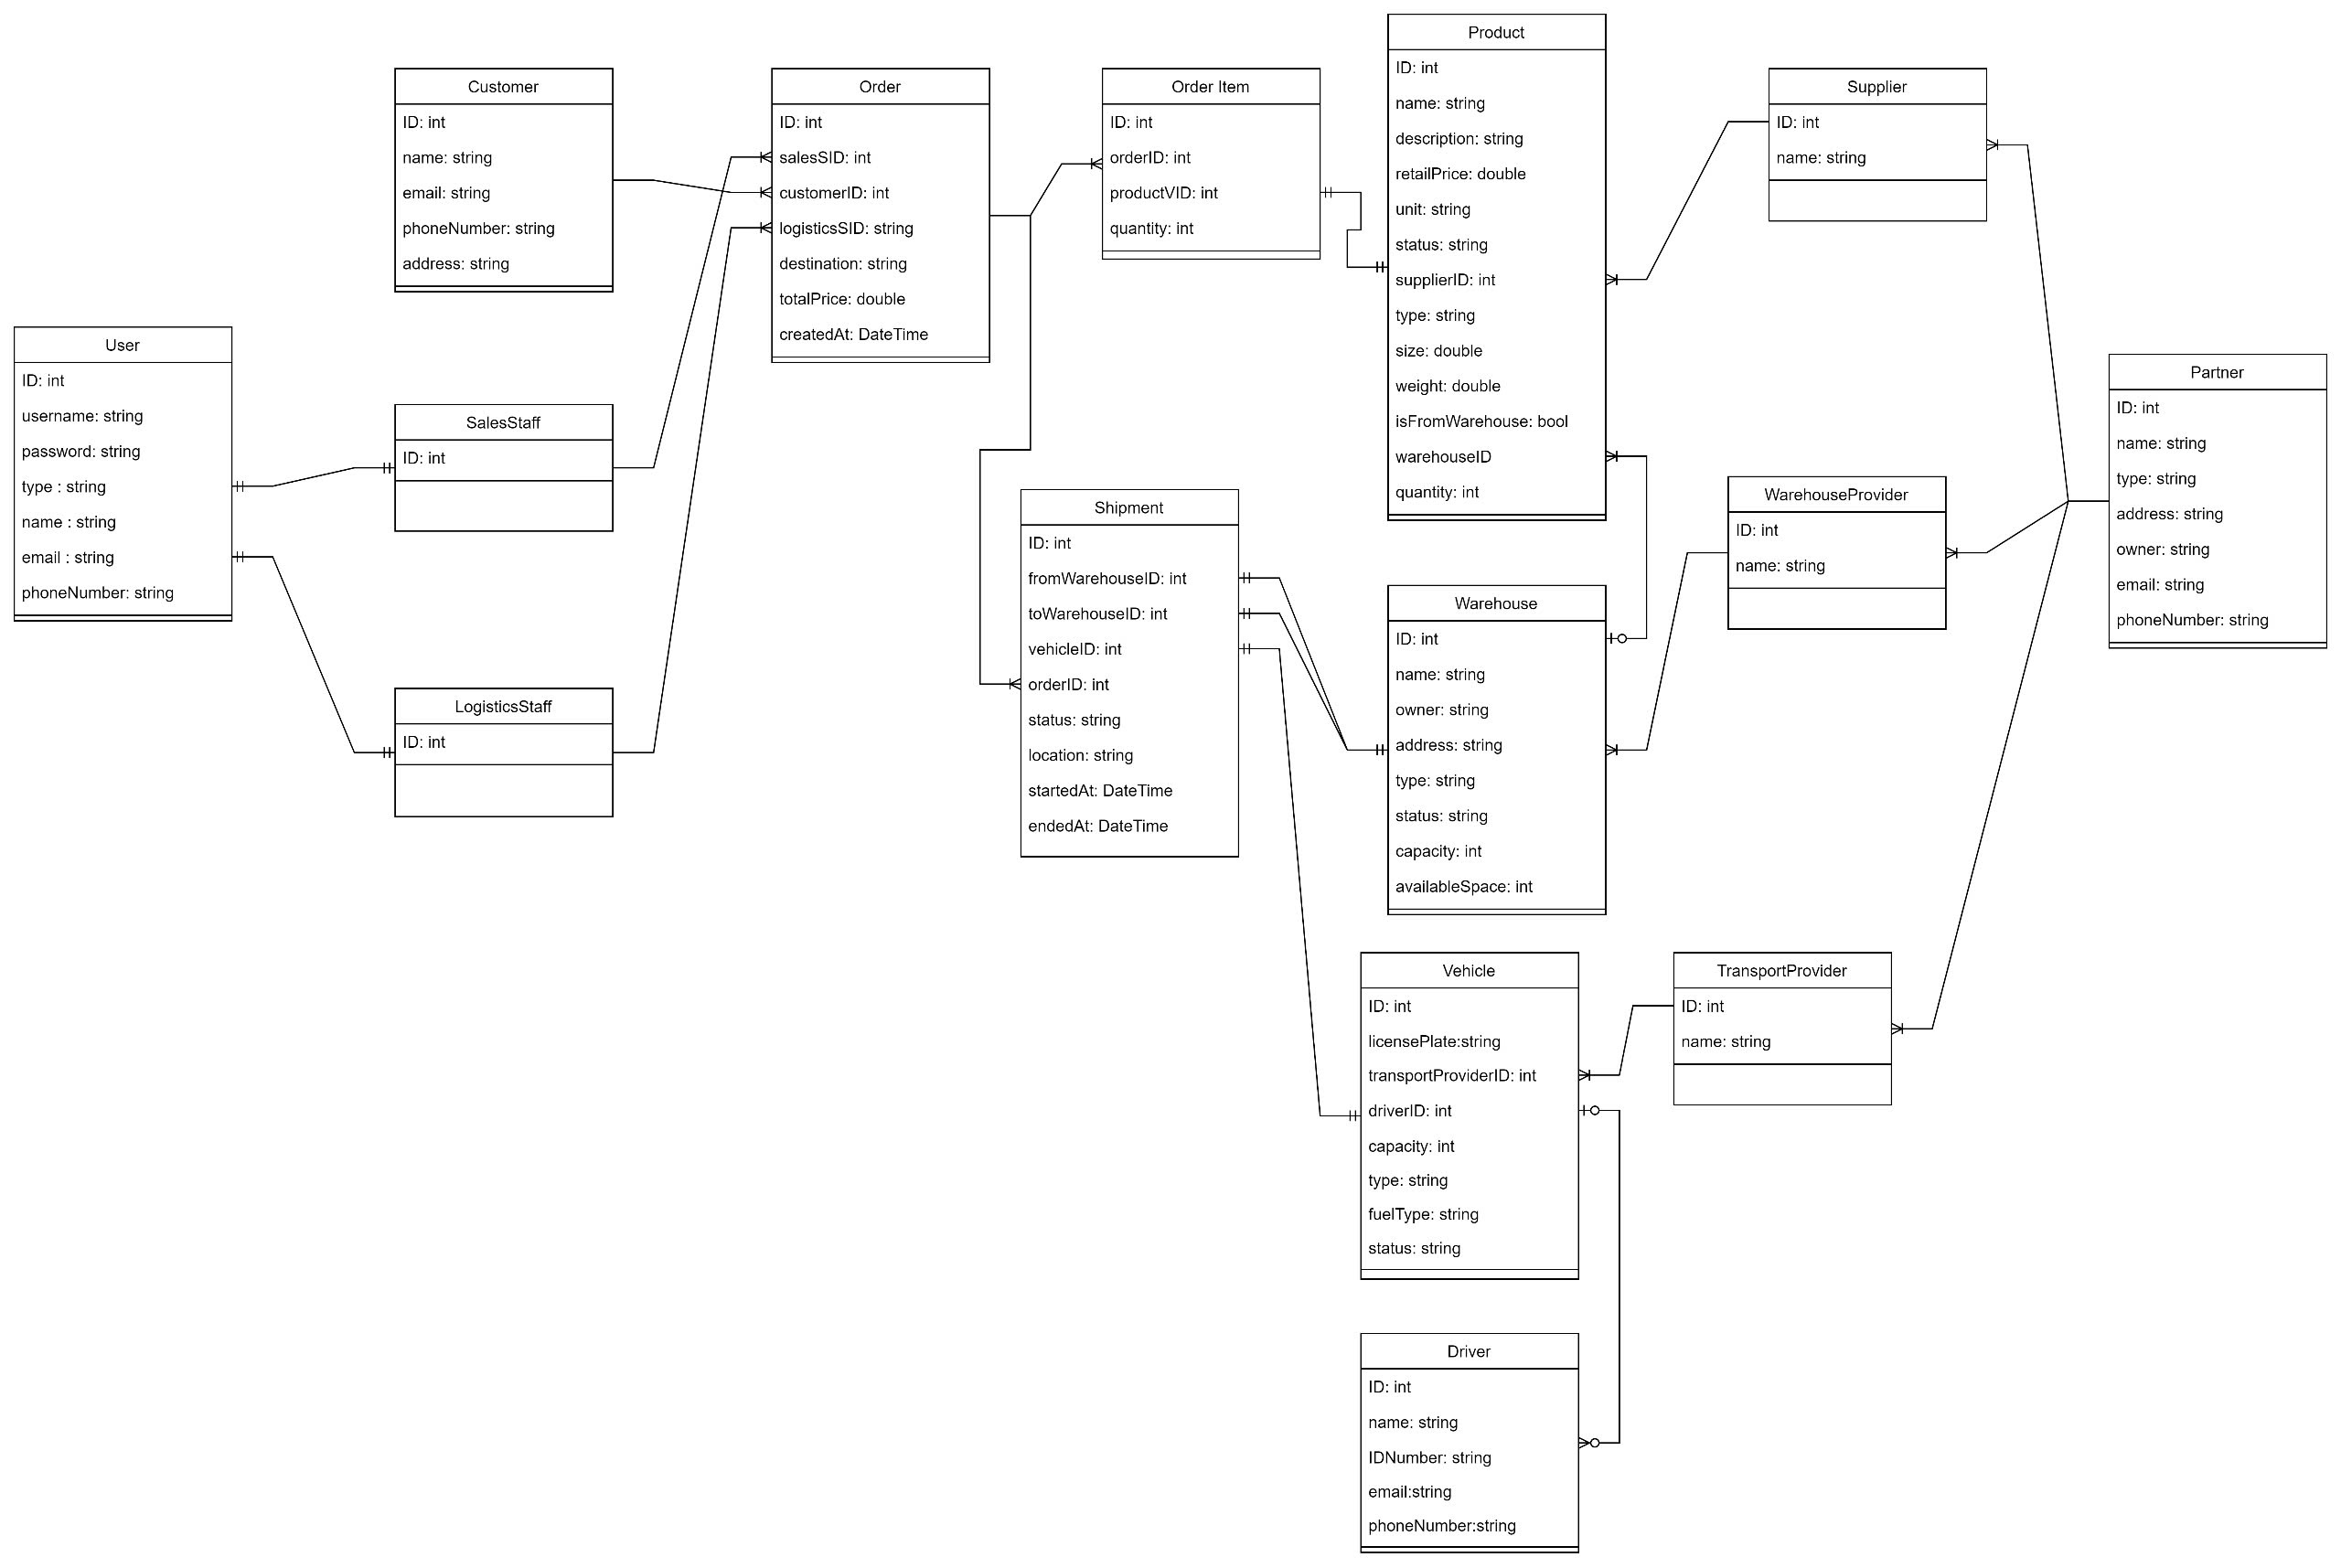 User
ID: int
username: string
password: string
type : string
name : string
email : string
phoneNumber: string
Customer
ID: int
name: string
email: string
phoneNumber: string
address: string
SalesStaff
ID: int
LogisticsStaff
ID: int
Order
ID: int
salesSID: int
customerID: int
logisticsSID: string
destination: string
totalPrice: double
createdAt: DateTime
Order Item
ID: int
orderID: int
productVID: int
quantity: int
Shipment
ID: int
fromWarehouseID: int
toWarehouseID: int
vehicleID: int
orderID: int
status: string
location: string
startedAt: DateTime
endedAt: DateTime
Product
ID: int
name: string
description: string
retailPrice: double
unit: string
status: string
supplierID: int
type: string
size: double
weight: double
isFromWarehouse: bool
warehouseID
quantity: int
Warehouse
ID: int
name: string
owner: string
address: string
type: string
status: string
capacity: int
availableSpace: int
Vehicle
ID: int
licensePlate:string
transportProviderID: int
driverID: int
capacity: int
type: string
fuelType: string
status: string
Driver
ID: int
name: string
IDNumber: string
email:string
phoneNumber:string
Supplier
ID: int
name: string
WarehouseProvider
ID: int
name: string
TransportProvider
ID: int
name: string
Partner
ID: int
name: string
type: string
address: string
owner: string
email: string
phoneNumber: string